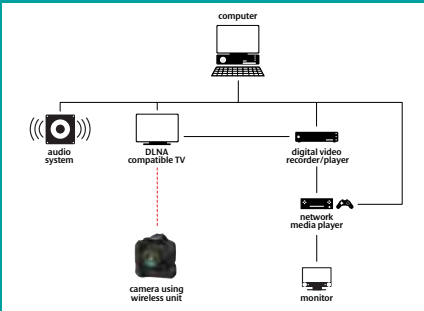 computer
audio
system
DLNA
compatible TV
digital video
recorder/player
network
media player
camera using
wireless unit
monitor